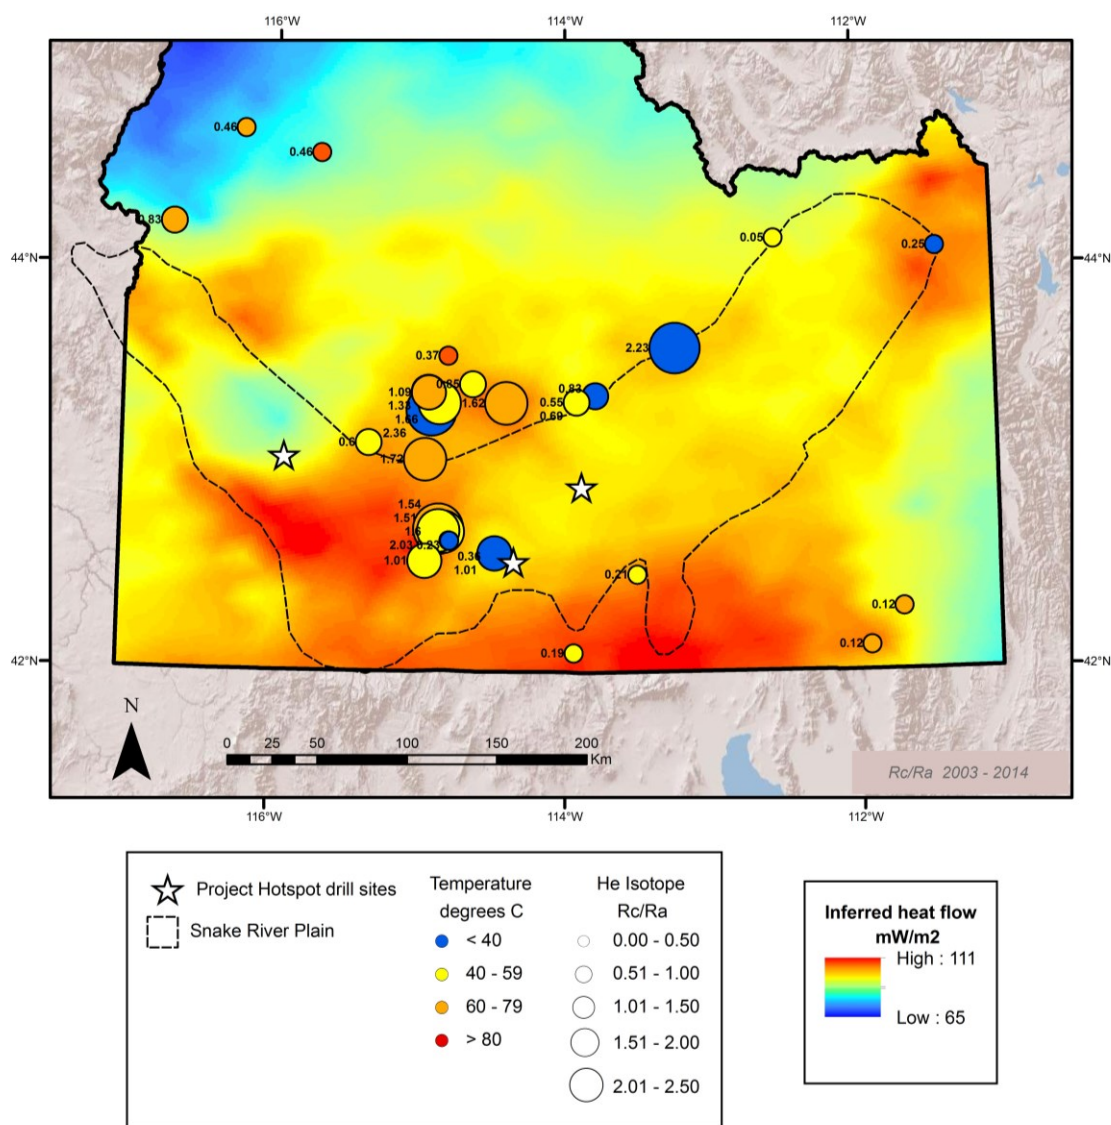 116°W 114°W 112°W
0.46
0.46
0.83
0.05
44°N 0.25 44°N
2.23
0.37
0.85 0.83
1.09
1.33 1.62 0.55
1.66 0.69
2.36
0.6
1.72
1.54
1.51
1.6
2.03 0.23 0.36
1.01 1.01
0.21
0.12
0.12
0.19
42°N 42°N
N
0 25 50 100 150 200
Km
Rc/Ra 2003 - 2014
116°W 114°W 112°W
Project Hotspot drill sites
Snake River Plain
Temperature
degrees C
< 40
40 - 59
60 - 79
> 80
He Isotope
Rc/Ra
0.00 - 0.50
0.51 - 1.00
1.01 - 1.50
1.51 - 2.00
2.01 - 2.50
Inferred heat flow
mW/m2
High : 111
Low : 65